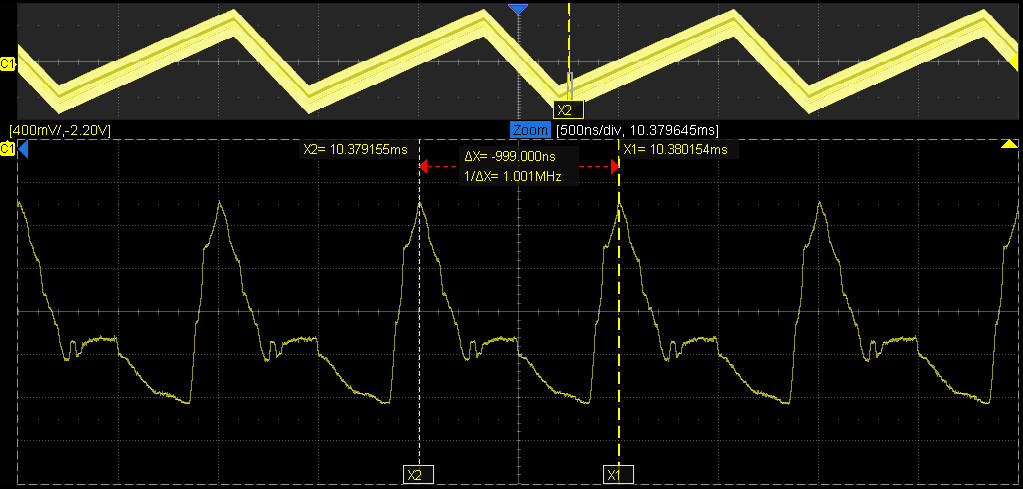 C1
X2
[400mV/,-2.20V]
Zoom [500ns/div, 10.379645ms]
C1
X2= 10.379155ms
ΔX= -999.000ns
X1= 10.380154ms
1/ΔX= 1.001MHz
X2
X1